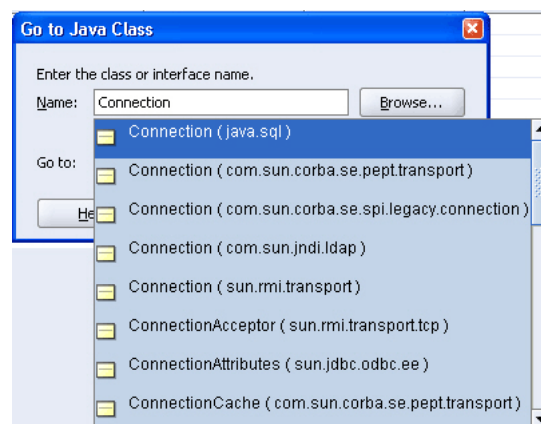 Go to Java Class
Enter the class or interface name.
Name: Connection Browse...
Connection ( java.sql )
Go to:
Connection ( com.sun.corba.se.pept.transport )
He
Connection ( com.sun.corba.se.spi.legacy.connection )
Connection ( com.sun.jndi.ldap )
Connection ( sun.rmi.transport )
ConnectionAcceptor ( sun.rmi.transport.tcp )
ConnectionAttributes ( sun.jdbc.odbc.ee )
ConnectionCache ( com.sun.corba.se.pept.transport )